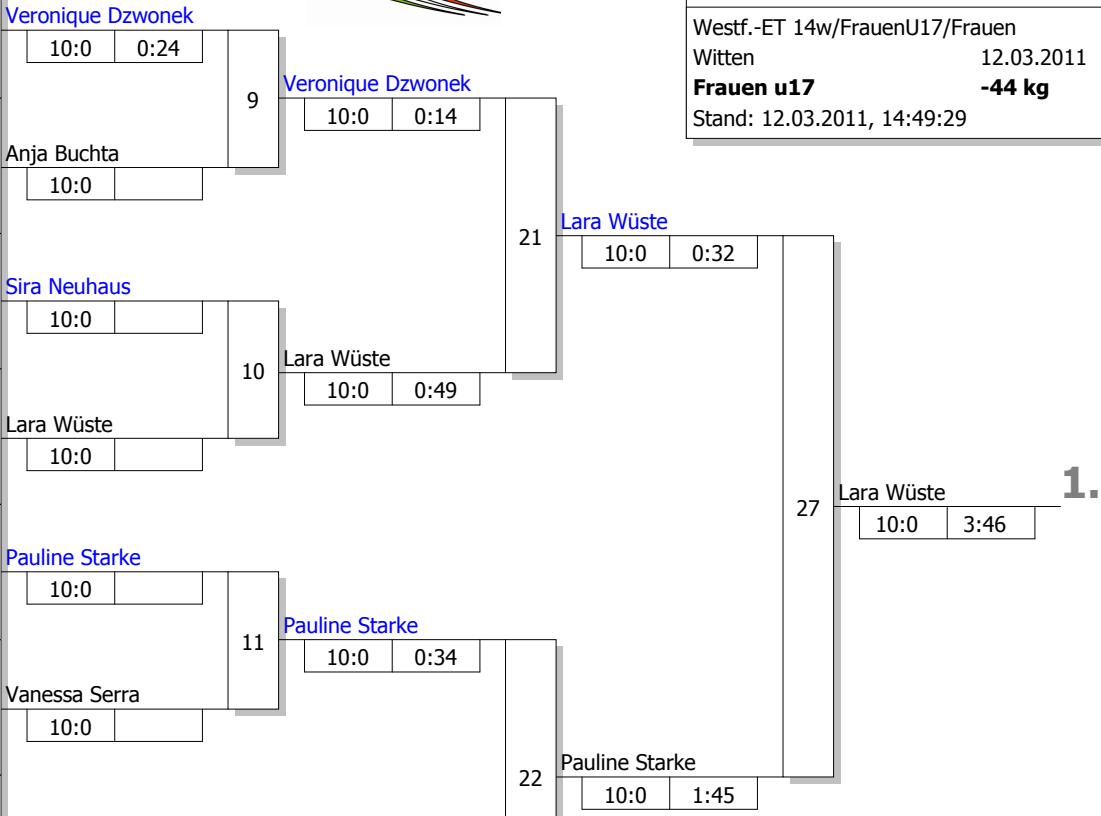 Veronique Dzwonek
10:0 0:24
Westf.-ET 14w/FrauenU17/Frauen
Witten 12.03.2011
Frauen u17 -44 kg
Stand: 12.03.2011, 14:49:29
9
Veronique Dzwonek
10:0 0:14
Anja Buchta
10:0
21
Lara Wüste
10:0 0:32
Sira Neuhaus
10:0
10
Lara Wüste
10:0 0:49
Lara Wüste
10:0
27
Lara Wüste
1.
10:0 3:46
Pauline Starke
10:0
11
Pauline Starke
10:0 0:34
Vanessa Serra
10:0
22
Pauline Starke
10:0 1:45